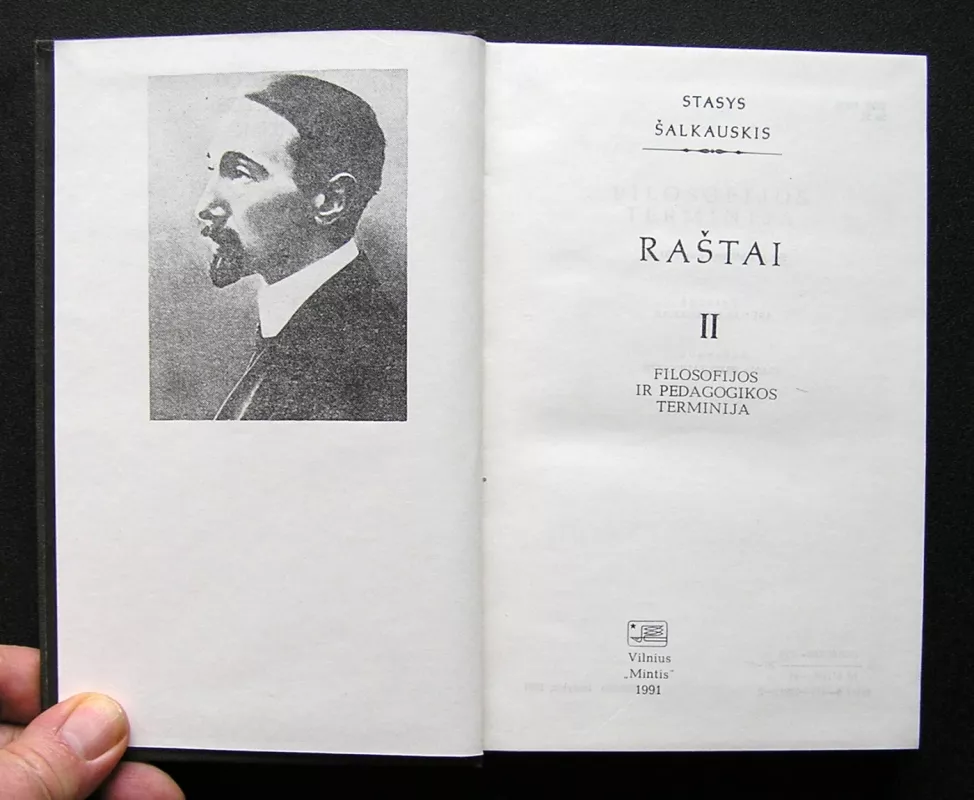 STASYS
ŠALKAUSKIS
RAŠTAI
II
FILOSOFIJOS
IR PEDAGOGIKOS
TERMINIJA
Vilnius
„Mintis“
1991